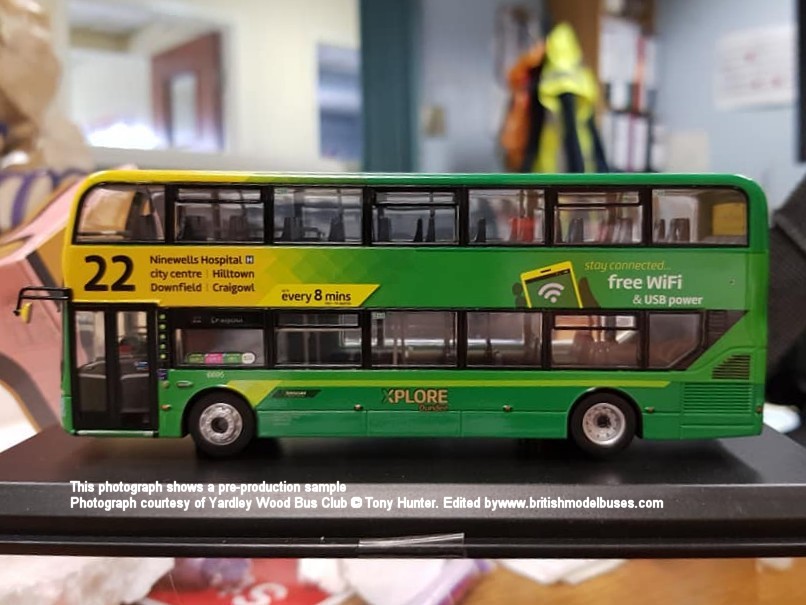 22
Ninewells Hospital H
city centre | Hilltown
Downfield | Craigowl
every 8 mins
stay connected...
free WiFi
& USB power
6695
XPLORE
Dundee
This photograph shows a pre-production sample
Photograph courtesy of Yardley Wood Bus Club © Tony Hunter. Edited bywww.britishmodelbuses.com